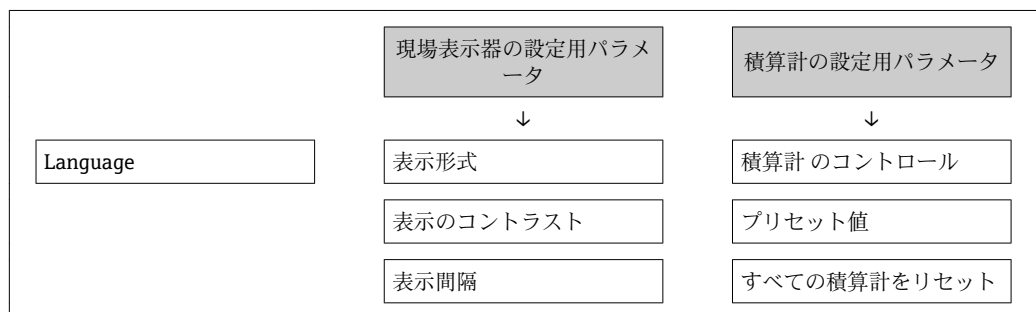 現場表示器の設定用パラメ
ータ
積算計の設定用パラメータ
↓
↓
Language
表示形式
積算計 のコントロール
表示のコントラスト
プリセット値
表示間隔
すべての積算計をリセット